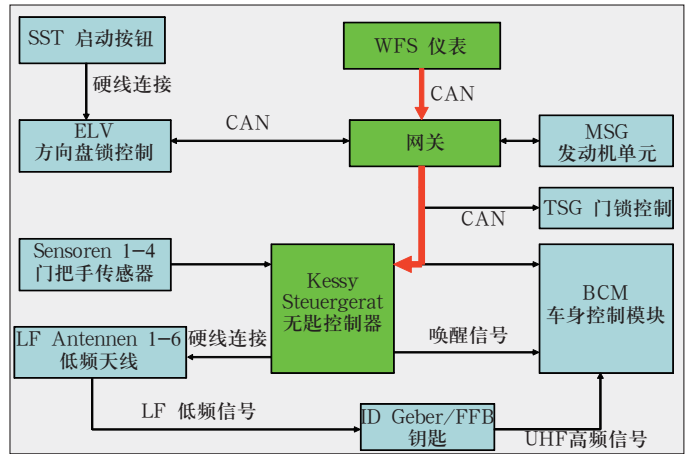 SST 启动按钮
WFS 仪表
硬线连接
CAN
ELV
方向盘锁控制
CAN
网关
MSG
发动机单元
CAN
TSG 门锁控制
Sensoren 1-4
门把手传感器
Kessy
Steuergerat
无匙控制器
BCM
车身控制模块
LF Antennen 1-6
低频天线
硬线连接
唤醒信号
LF 低频信号
ID Geber/FFB
钥匙
UHF高频信号